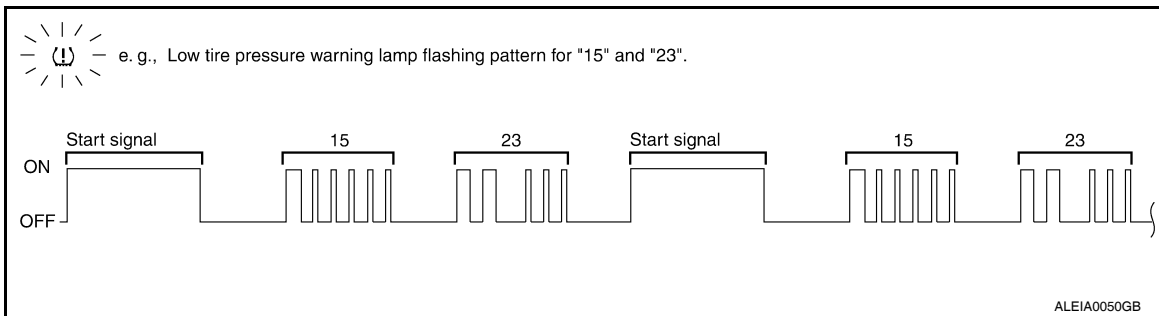 e. g., Low tire pressure warning lamp flashing pattern for "15" and "23".
Start signal 15 23 Start signal 15 23
ON
OFF
ALEIA0050GB